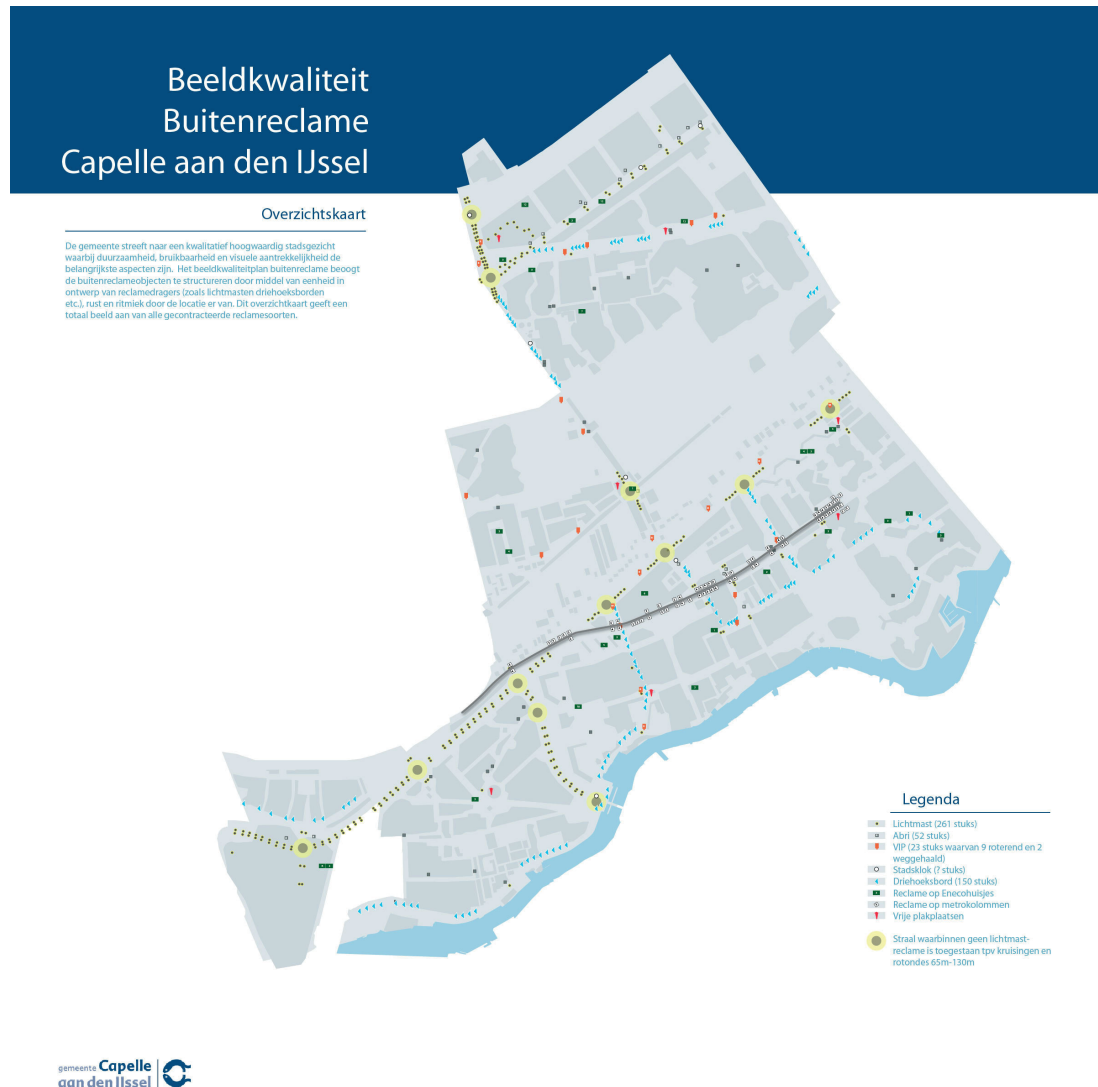 Beeldkwaliteit
Buitenreclame
Capelle aan den IJssel
Overzichtskaart
De gemeente streeft naar een kwalitatief hoogwaardig stadsgezicht
waarbij duurzaamheid, bruikbaarheid en visuele aantrekkelijkheid de
belangrijkste aspecten zijn. Het beeldkwaliteitplan buitenreclame beoogt
de buitenreclameobjecten te structureren door middel van eenheid in
ontwerp van reclamedragers (zoals lichtmasten driehoeksborden
etc.), rust en ritmiek door de locatie er van. Dit overzichtkaart geeft een
totaal beeld aan van alle gecontracteerde reclamesoorten.
Legenda
Lichtmast (261 stuks)
Abri (52 stuks)
VIP (23 stuks waarvan 9 roterend en 2
weggehaald)
Stadsklok (? stuks)
Driehoeksbord (150 stuks)
Reclame op Enecohuisjes
Reclame op metrokolommen
Vrije plakplaatsen
Straal waarbinnen geen lichtmast-
reclame is toegestaan tpv kruisingen en
rotondes 65m-130m
gemeente Capelle
aan den IJssel